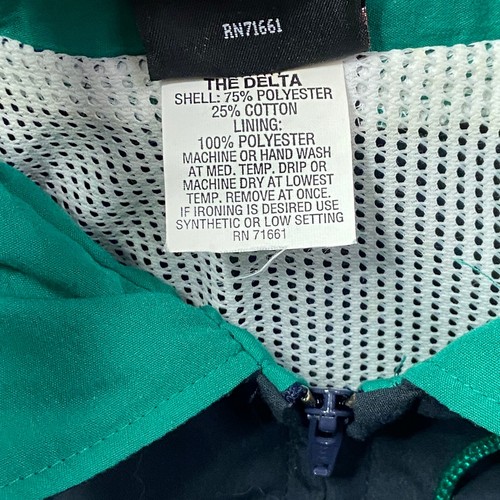 RN71661
THE DELTA
SHELL: 75% POLYESTER
25% COTTON
LINING:
100% POLYESTER
MACHINE OR HAND WASH
AT MED. TEMP. DRIP OR
MACHINE DRY AT LOWEST
TEMP. REMOVE AT ONCE.
IF IRONING IS DESIRED USE
SYNTHETIC OR LOW SETTING
RN 71661